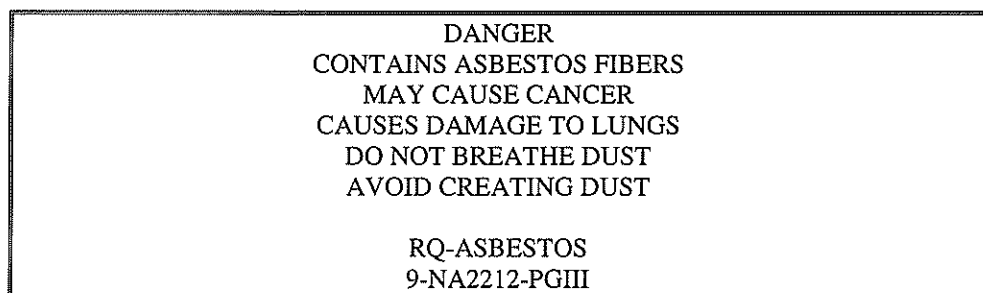 DANGER
CONTAINS ASBESTOS FIBERS
MAY CAUSE CANCER
CAUSES DAMAGE TO LUNGS
DO NOT BREATHE DUST
AVOID CREATING DUST
RQ-ASBESTOS
9-NA2212-PGIII